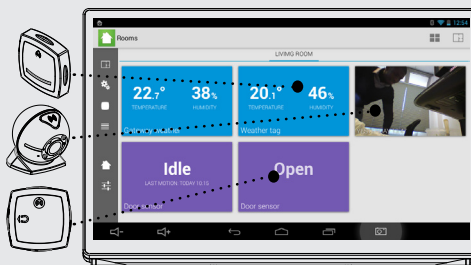 12:54
Rooms
LIVING ROOM
22.7° 38%
TEMPERATURE HUMIDITY
Gateway weather
20.1° 46%
TEMPERATURE HUMIDITY
Weather tag
Idle
LAST MOTION: TODAY 10:15
Door sensor
Open
Door sensor